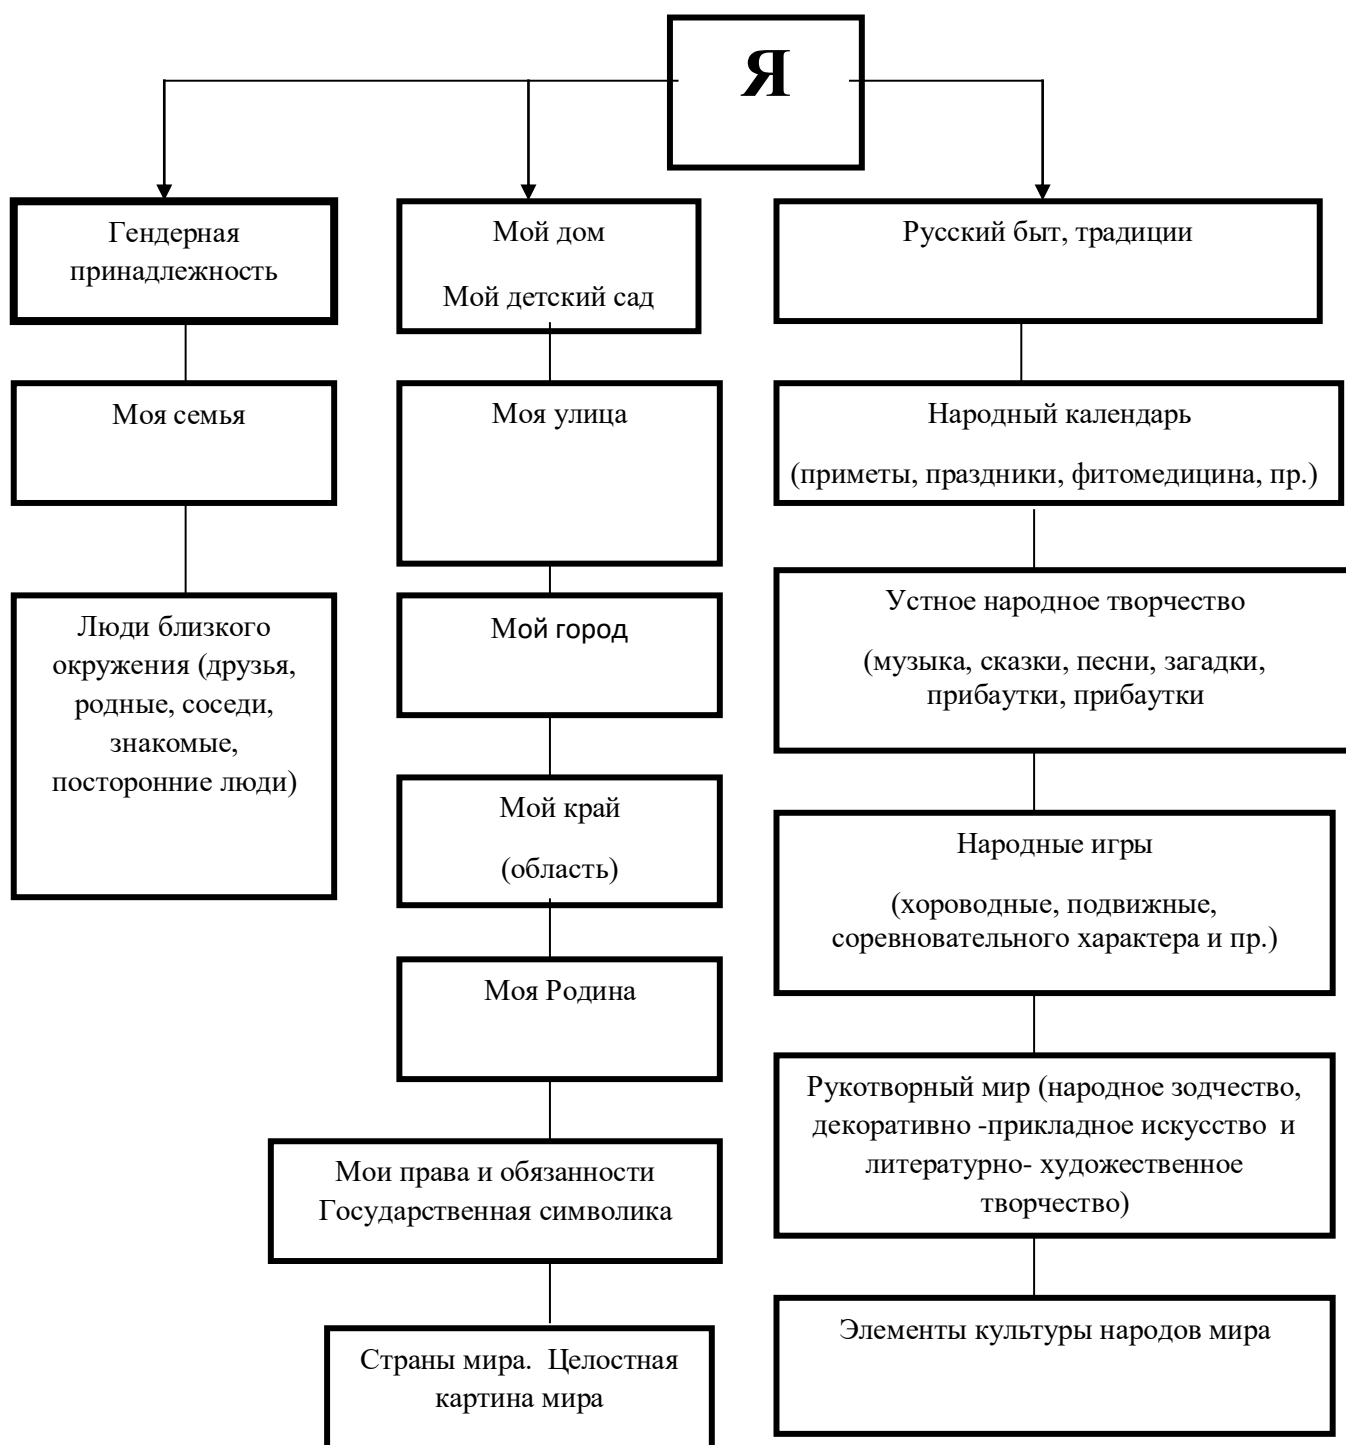 Я
Гендерная
принадлежность
Моя семья
Люди близкого
окружения (друзья,
родные, соседи,
знакомые,
посторонние люди)
Мой дом
Мой детский сад
Моя улица
Мой город
Мой край
(область)
Моя Родина
Мои права и обязанности
Государственная символика
Страны мира.  Целостная
картина мира
Русский быт, традиции
Народный календарь
(приметы, праздники, фитомедицина, пр.)
Устное народное творчество
(музыка, сказки, песни, загадки,
прибаутки, прибаутки
Народные игры
(хороводные, подвижные,
соревновательного характера и пр.)
Рукотворный мир (народное зодчество,
декоративно -прикладное искусство  и
литературно- художественное
творчество)
Элементы культуры народов мира